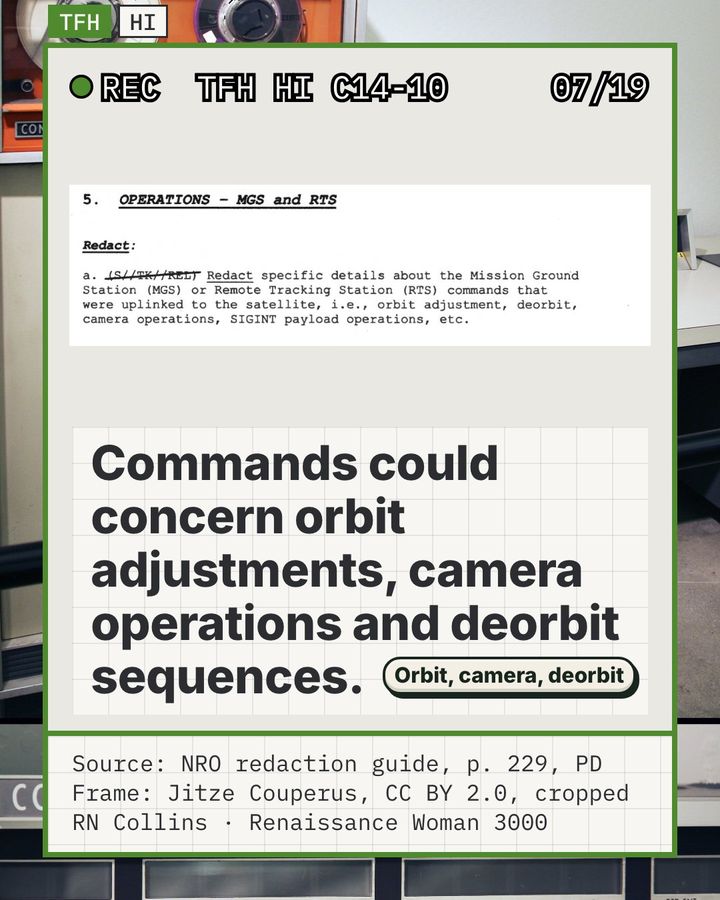 TFH HI
REC TFH HI C14-10 07/19
5. OPERATIONS – MGS and RTS
Redact:
a. (S//TK//REL) Redact specific details about the Mission Ground
Station (MGS) or Remote Tracking Station (RTS) commands that
were uplinked to the satellite, i.e., orbit adjustment, deorbit,
camera operations, SIGINT payload operations, etc.
Commands could
concern orbit
adjustments, camera
operations and deorbit
sequences. Orbit, camera, deorbit
Source: NRO redaction guide, p. 229, PD
Frame: Jitze Couperus, CC BY 2.0, cropped
RN Collins · Renaissance Woman 3000